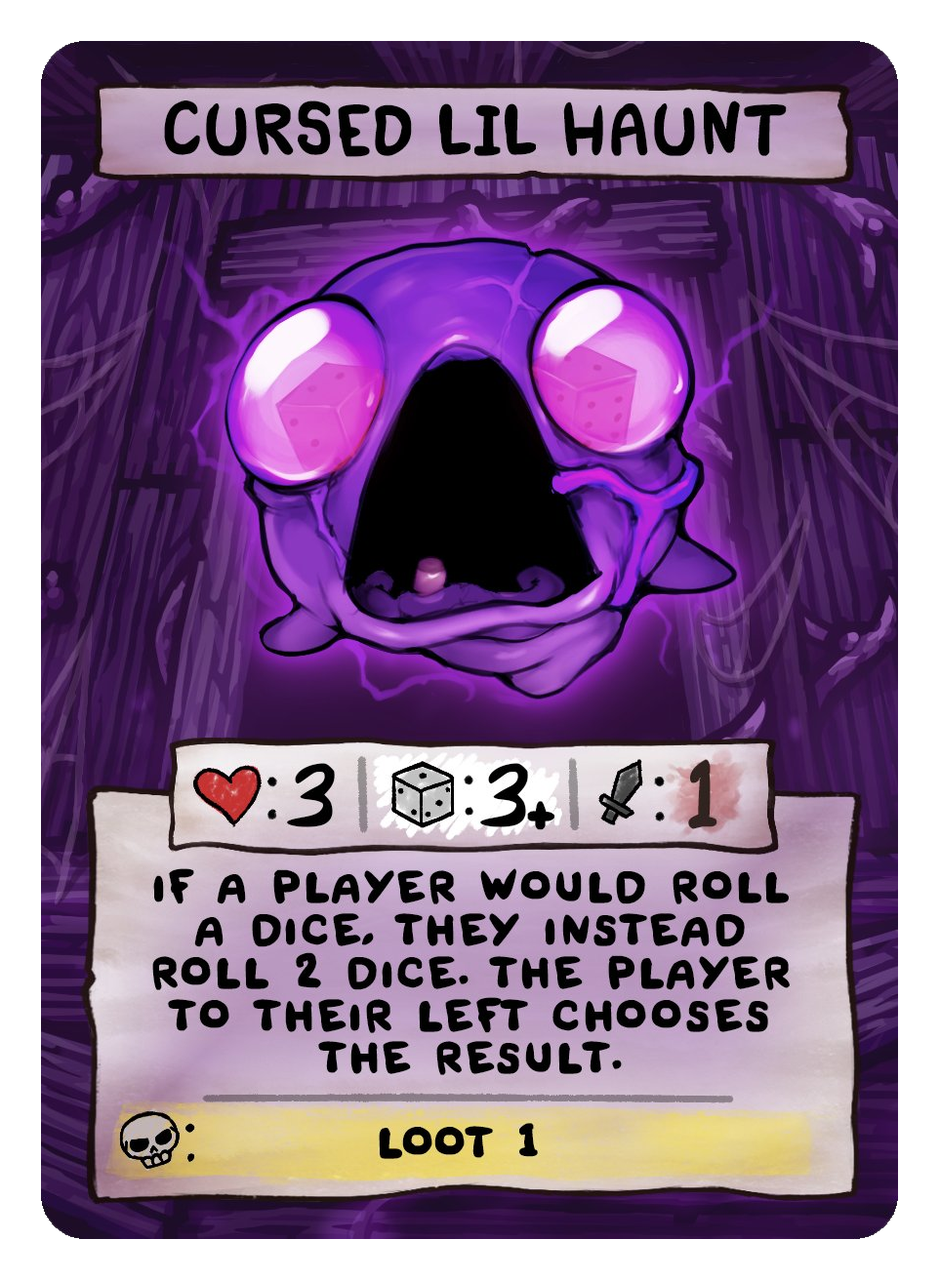 CURSED LIL HAUNT
:3 :3+ :1
IF A PLAYER WOULD ROLL
A DICE, THEY INSTEAD
ROLL 2 DICE. THE PLAYER
TO THEIR LEFT CHOOSES
THE RESULT.
: LOOT 1